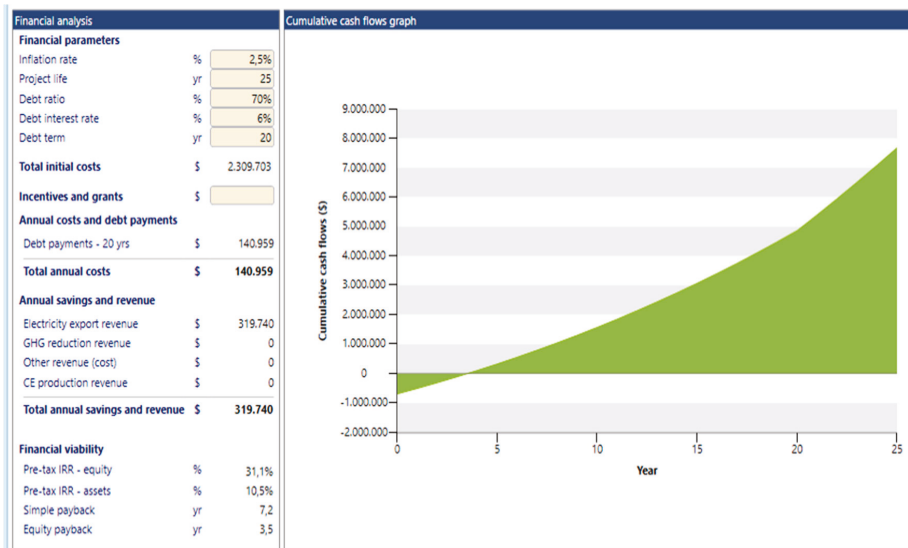 Financial analysis
Financial parameters
Inflation rate % 2,5%
Project life yr 25
Debt ratio % 70%
Debt interest rate % 6%
Debt term yr 20
Total initial costs $ 2.309.703
Incentives and grants $
Annual costs and debt payments
Debt payments - 20 yrs $ 140.959
Total annual costs $ 140.959
Annual savings and revenue
Electricity export revenue $ 319.740
GHG reduction revenue $ 0
Other revenue (cost) $ 0
CE production revenue $ 0
Total annual savings and revenue $ 319.740
Financial viability
Pre-tax IRR - equity % 31,1%
Pre-tax IRR - assets % 10,5%
Simple payback yr 7,2
Equity payback yr 3,5
Cumulative cash flows graph
Cumulative cash flows ($)
9.000.000
8.000.000
7.000.000
6.000.000
5.000.000
4.000.000
3.000.000
2.000.000
1.000.000
0
-1.000.000
-2.000.000
0 5 10 15 20 25
Year